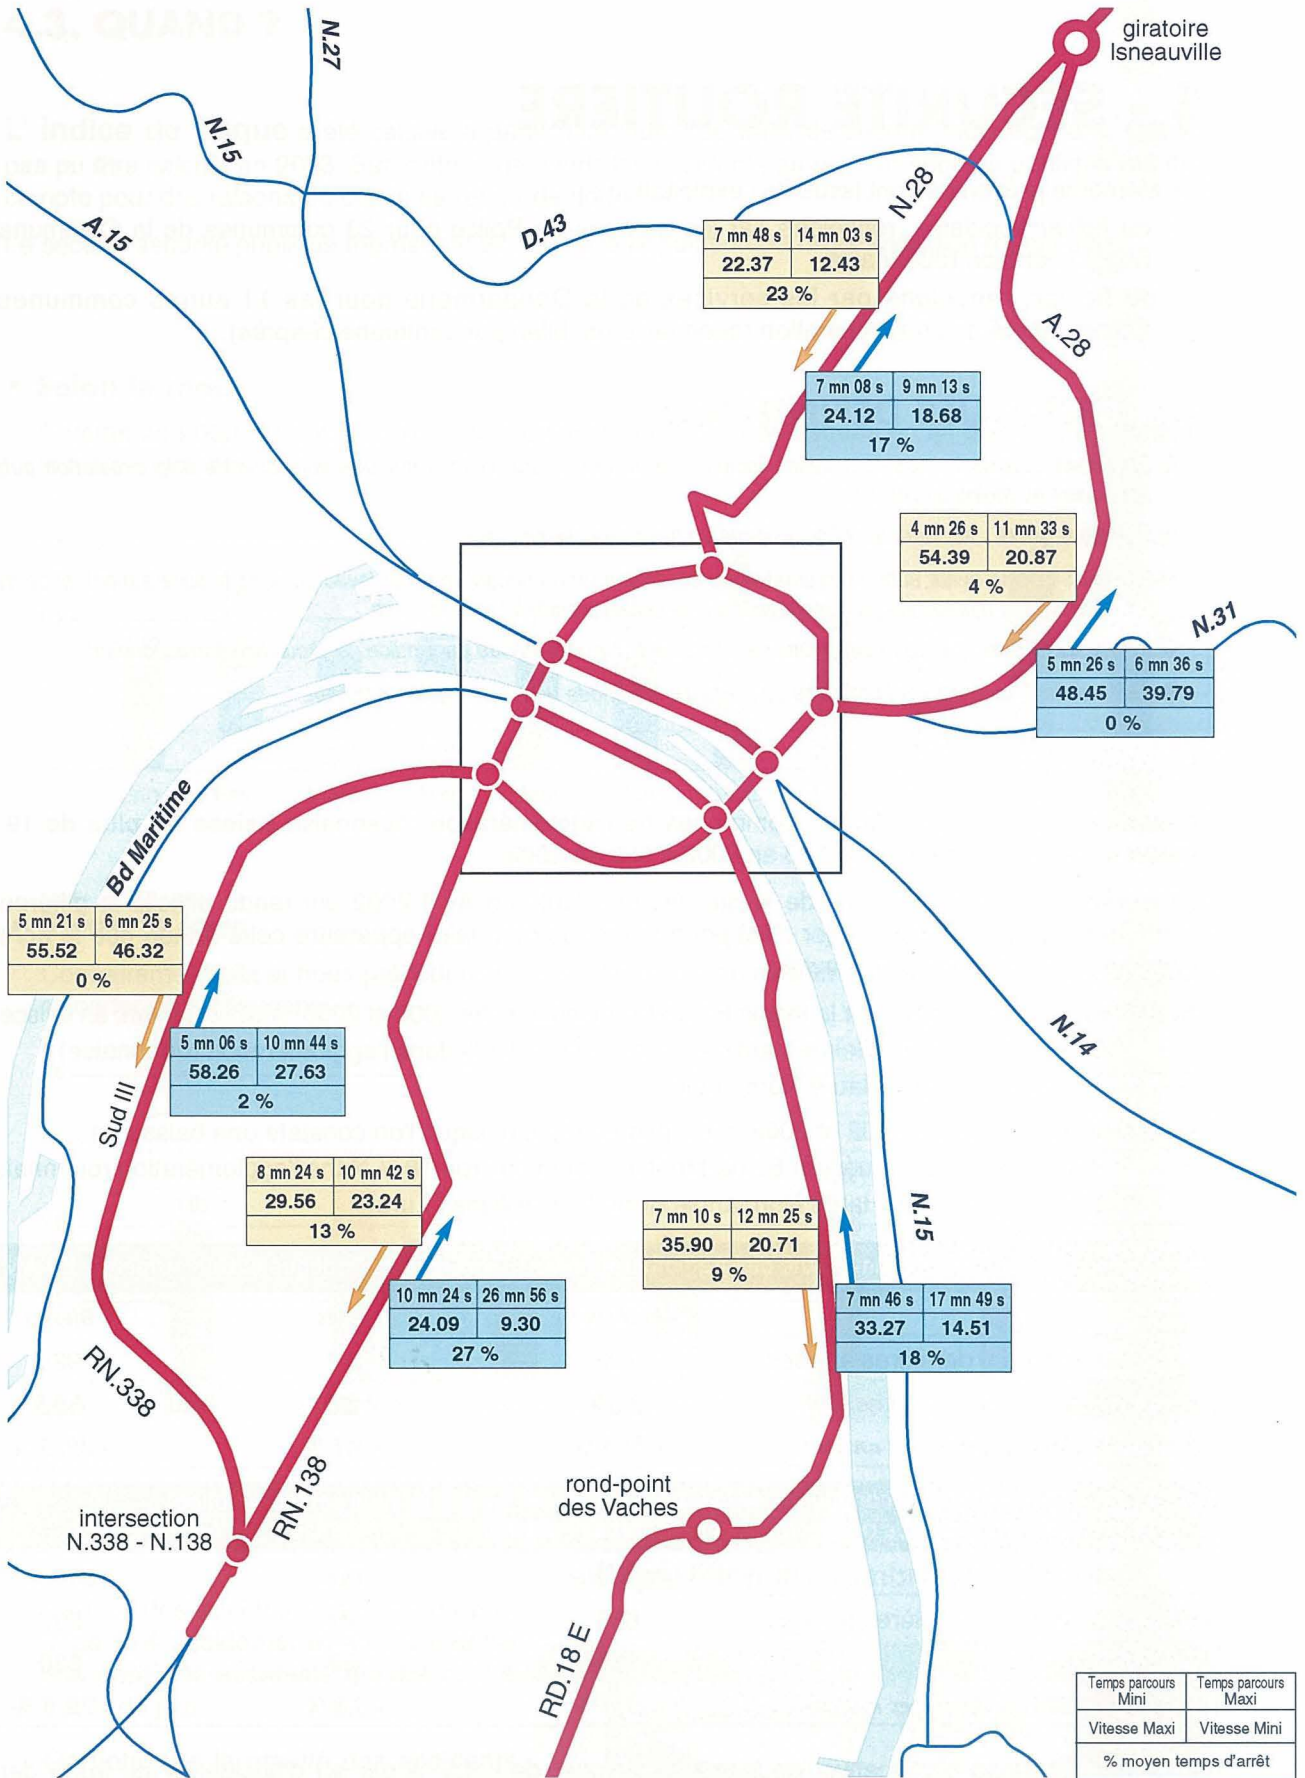 giratoire
Isneauville
N.27
N.15
A.15
D.43
N.28
A.28
7 mn 48 s 14 mn 03 s
22.37 12.43
23 %
7 mn 08 s 9 mn 13 s
24.12 18.68
17 %
4 mn 26 s 11 mn 33 s
54.39 20.87
4 %
N.31
5 mn 26 s 6 mn 36 s
48.45 39.79
0 %
Bd Maritime
5 mn 21 s 6 mn 25 s
55.52 46.32
0 %
5 mn 06 s 10 mn 44 s
58.26 27.63
2 %
Sud III
N.14
8 mn 24 s 10 mn 42 s
29.56 23.24
13 %
10 mn 24 s 26 mn 56 s
24.09 9.30
27 %
7 mn 10 s 12 mn 25 s
35.90 20.71
9 %
N.15
7 mn 46 s 17 mn 49 s
33.27 14.51
18 %
RN.338
RN.138
intersection
N.338 - N.138
rond-point
des Vaches
RD.18 E
Temps parcours Mini
Temps parcours Maxi
Vitesse Maxi Vitesse Mini
% moyen temps d'arrêt